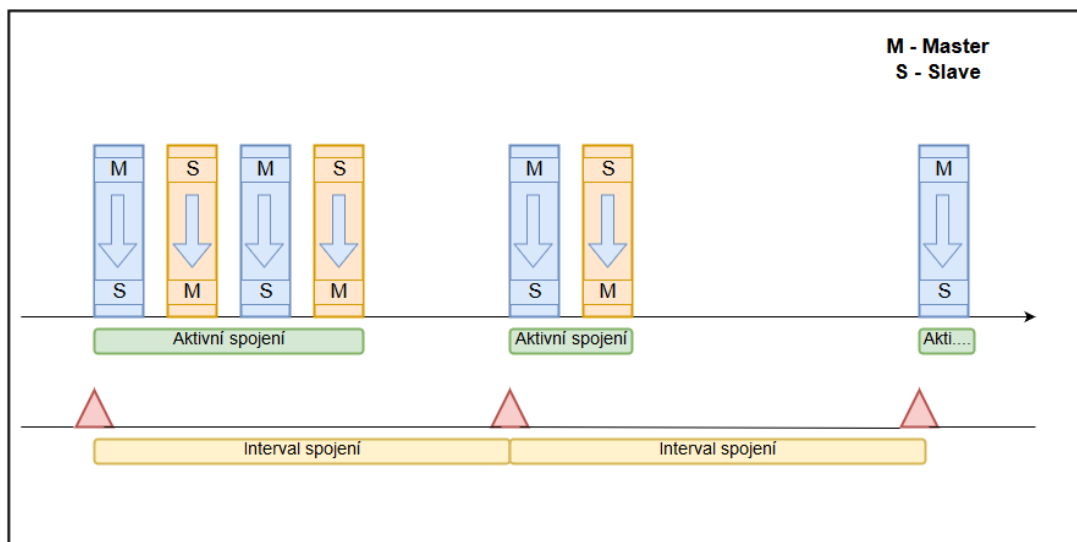 M - Master
S - Slave
M S M S M S M
S M S M S M S
Aktivní spojení Aktivní spojení Akti....
Interval spojení Interval spojení